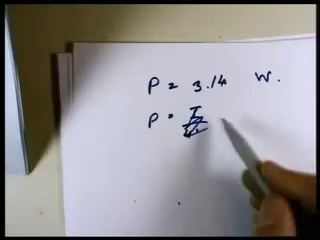 P = 3.14 W.
P =